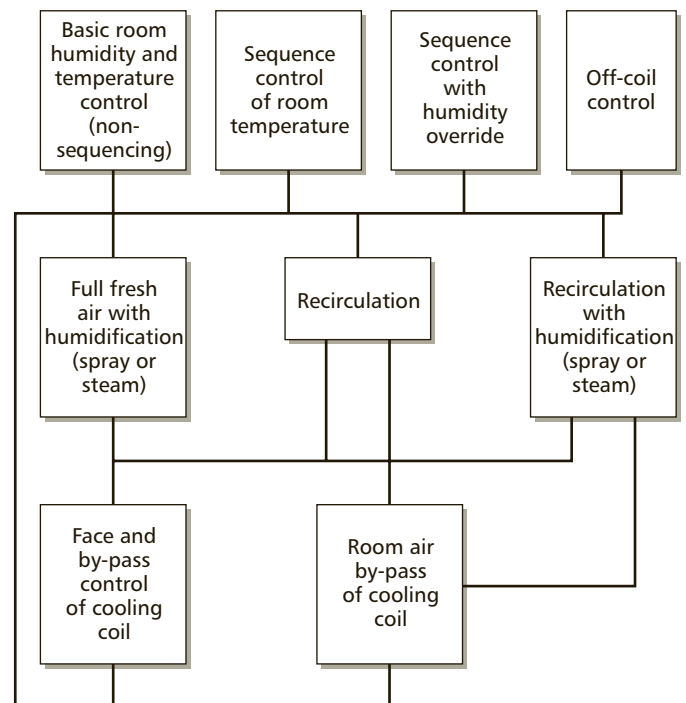 Basic room
humidity and
temperature
control
(non-
sequencing)
Sequence
control
of room
temperature
Sequence
control
with
humidity
override
Off-coil
control
Full fresh
air with
humidification
(spray or
steam)
Recirculation
Recirculation
with
humidification
(spray or
steam)
Face and
by-pass
control
of cooling
coil
Room air
by-pass
of cooling
coil